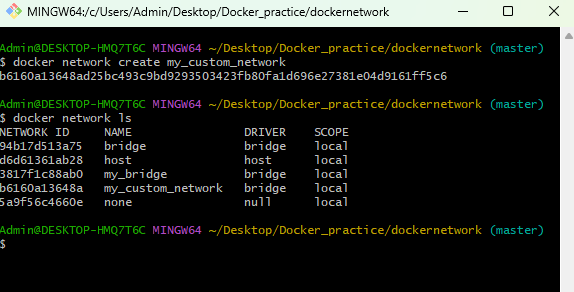 MINGW64:/c/Users/Admin/Desktop/Docker_practice/dockernetwork
Admin@DESKTOP-HMQ7T6C MINGW64 ~/Desktop/Docker_practice/dockernetwork (master)
$ docker network create my_custom_network
b6160a13648ad25bc493c9bd9293503423fb80fa1d696e27381e04d9161ff5c6
Admin@DESKTOP-HMQ7T6C MINGW64 ~/Desktop/Docker_practice/dockernetwork (master)
$ docker network ls
NETWORK ID NAME DRIVER SCOPE
94b17d513a75 bridge bridge local
d6d61361ab28 host host local
3817f1c88ab0 my_bridge bridge local
b6160a13648a my_custom_network bridge local
5a9f56c4660e none null local
Admin@DESKTOP-HMQ7T6C MINGW64 ~/Desktop/Docker_practice/dockernetwork (master)
$